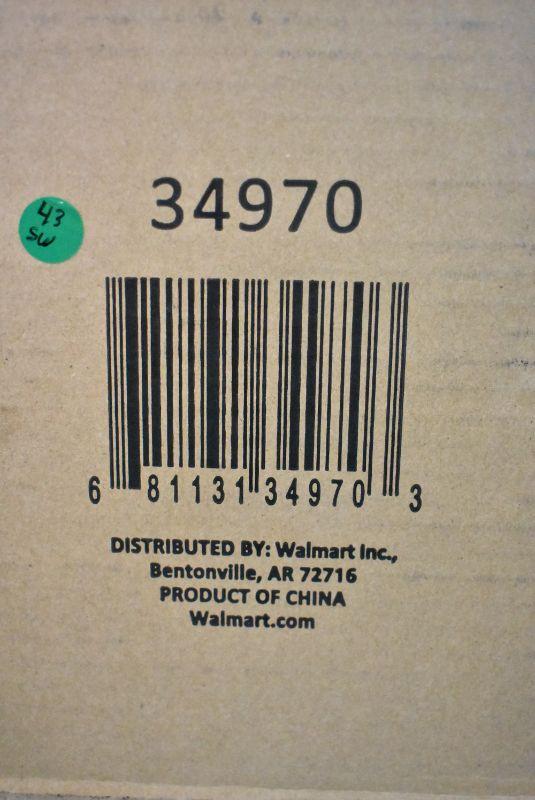 34970
43
SW
6 81131 34970 3
DISTRIBUTED BY: Walmart Inc.,
Bentonville, AR 72716
PRODUCT OF CHINA
Walmart.com